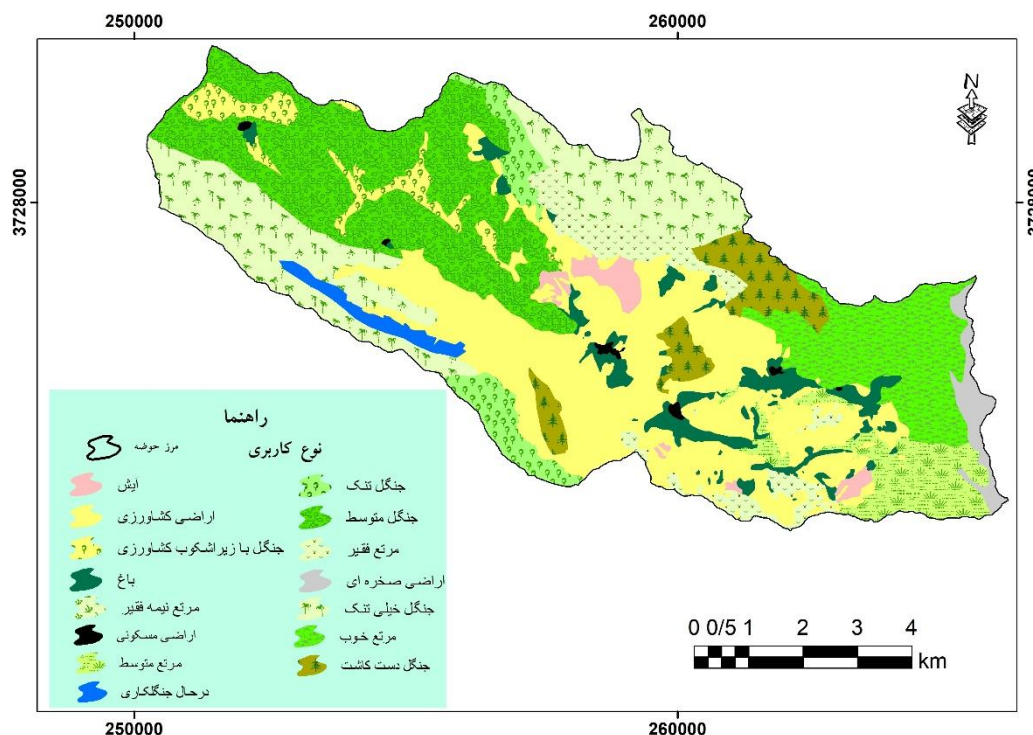 250000 260000
N
3728000 3728000
راهنما
نوع کاربری
مرز حوضه
جنگل تنک
آیش
جنگل متوسط
اراضی کشاورزی
مرتع فقیر
جنگل با زیراشکوب کشاورزی
اراضی صخره ای
باغ
جنگل خیلی تنک
مرتع نیمه فقیر
مرتع خوب
اراضی مسکونی
جنگل دست کاشت
مرتع متوسط
درحال جنگلکاری
0 0/5 1 2 3 4
km
250000 260000